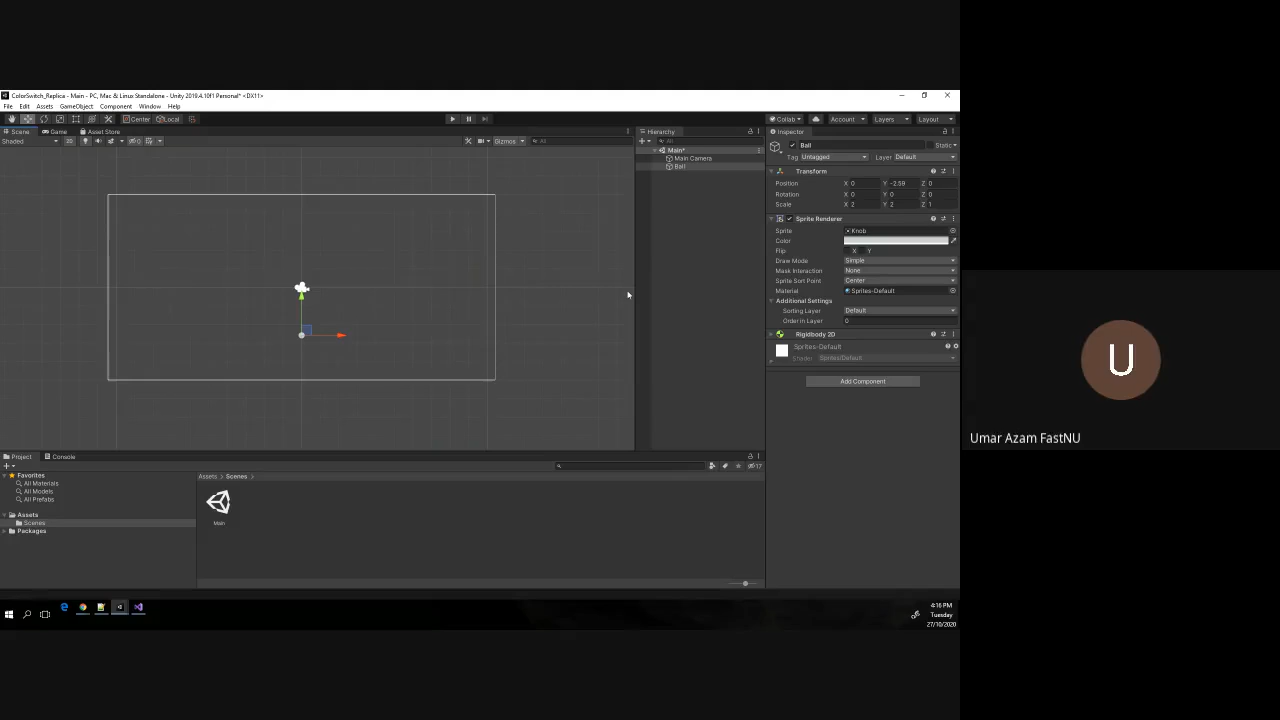 ColorSwitch_Replica - Main - PC, Mac & Linux Standalone - Unity 2019.4.10f1 Personal* <DX11>
File Edit Assets GameObject Component Window Help
Center Local Collab Account Layers Layout
Scene Game Asset Store
Shaded 2D 0 Gizmos All
Hierarchy
All
Main*
Main Camera
Ball
Inspector
Ball Static
Tag Untagged Layer Default
Transform
Position X 0 Y -2.59 Z 0
Rotation X 0 Y 0 Z 0
Scale X 2 Y 2 Z 1
Sprite Renderer
Sprite Knob
Color
Flip X Y
Draw Mode Simple
Mask Interaction None
Sprite Sort Point Center
Material Sprites-Default
Additional Settings
Sorting Layer Default
Order in Layer 0
Rigidbody 2D
Sprites-Default
Shader Sprites/Default
Add Component
Project Console
17
Favorites
All Materials
All Models
All Prefabs
Assets
Scenes
Packages
Assets > Scenes >
Main
4:16 PM
Tuesday
27/10/2020
U
Umar Azam FastNU